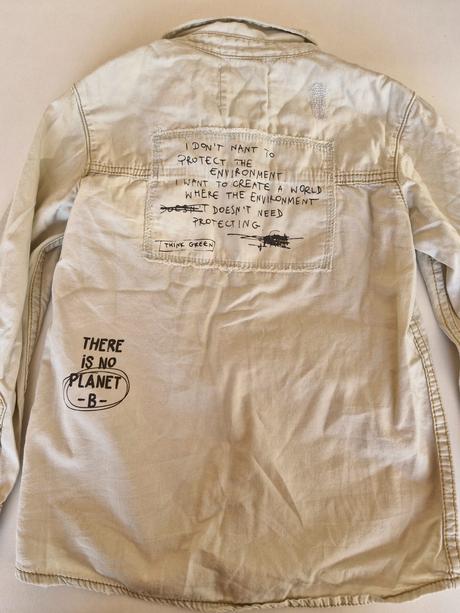 I DON'T NANT TO
PROTECT THE
ENVIRONMENT
I WANT TO CREATE A WORLD
WHERE THE ENVIRONMENT
DOESN'T NEED
PROTECTING
THINK GREEN
THERE
iS NO
PLANET
-B-